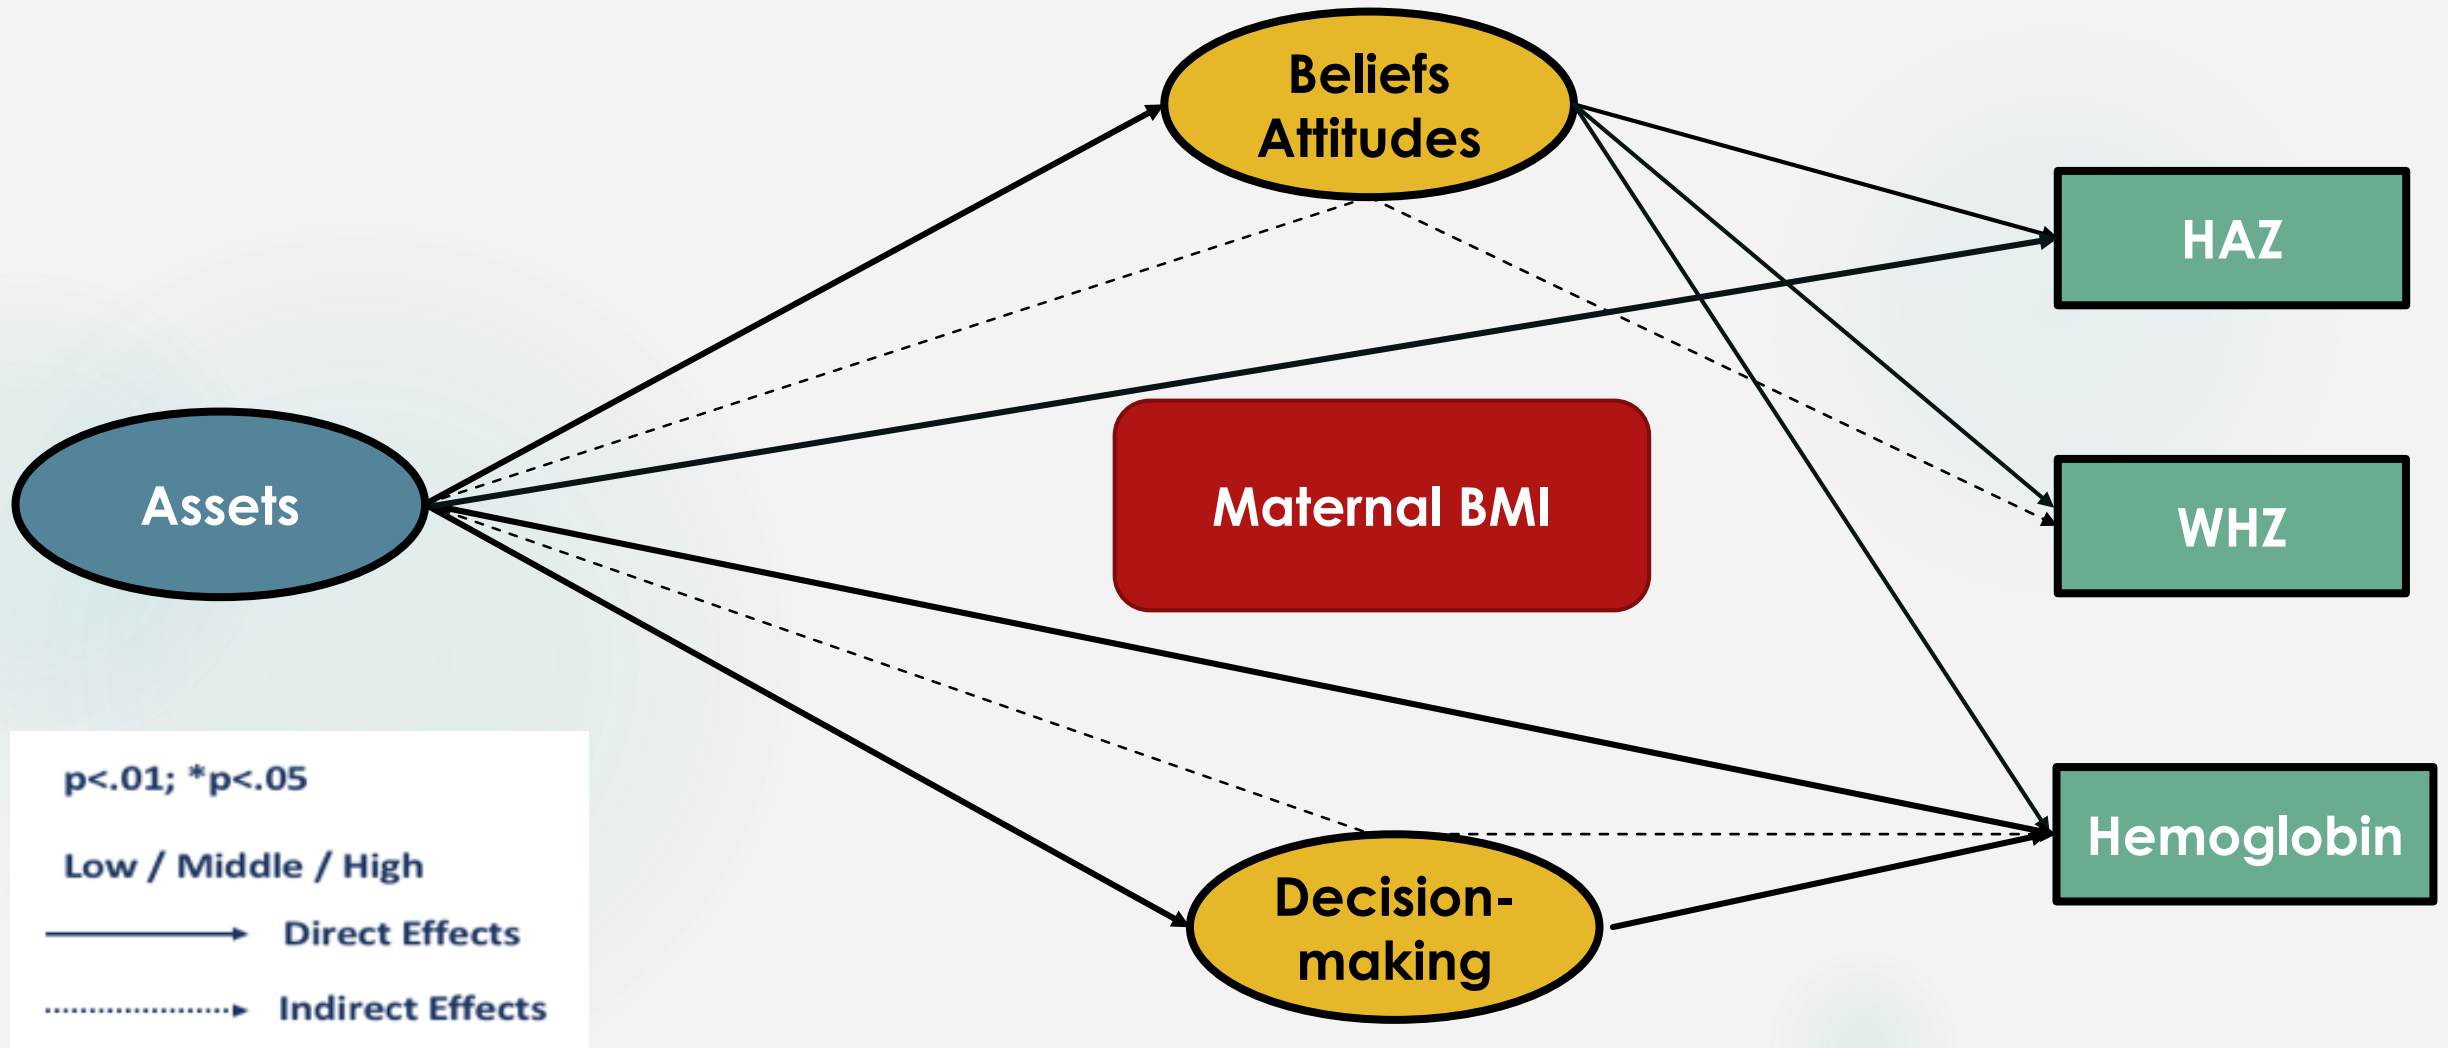 Beliefs
Attitudes
HAZ
Assets
Maternal BMI
WHZ
p<.01; *p<.05
Low / Middle / High
Direct Effects
Indirect Effects
Decision-
making
Hemoglobin